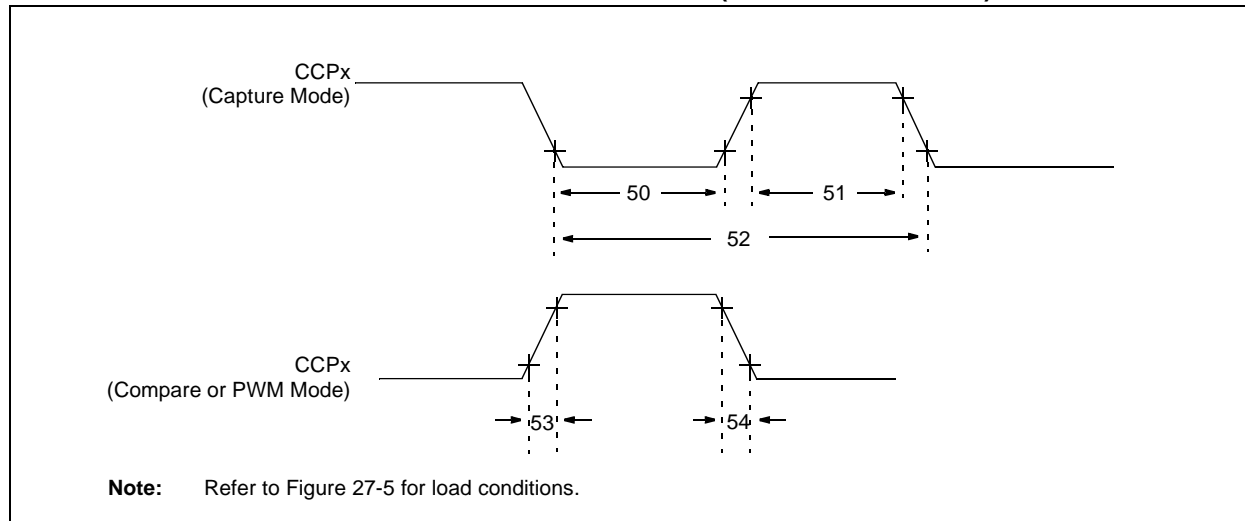 CCPx
(Capture Mode)
50
51
52
CCPx
(Compare or PWM Mode)
53
54
Note: Refer to Figure 27-5 for load conditions.